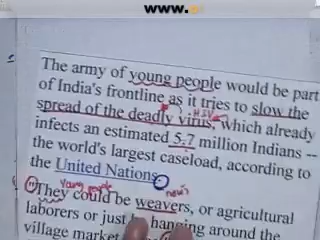 www.
The army of young people would be part
of India's frontline as it tries to slow the
spread of the deadly virus, which already
infects an estimated 5.7 million Indians --
the world's largest caseload, according to
the United Nations.
young people
"They could be weavers, or agricultural
laborers or just hanging around the
village market